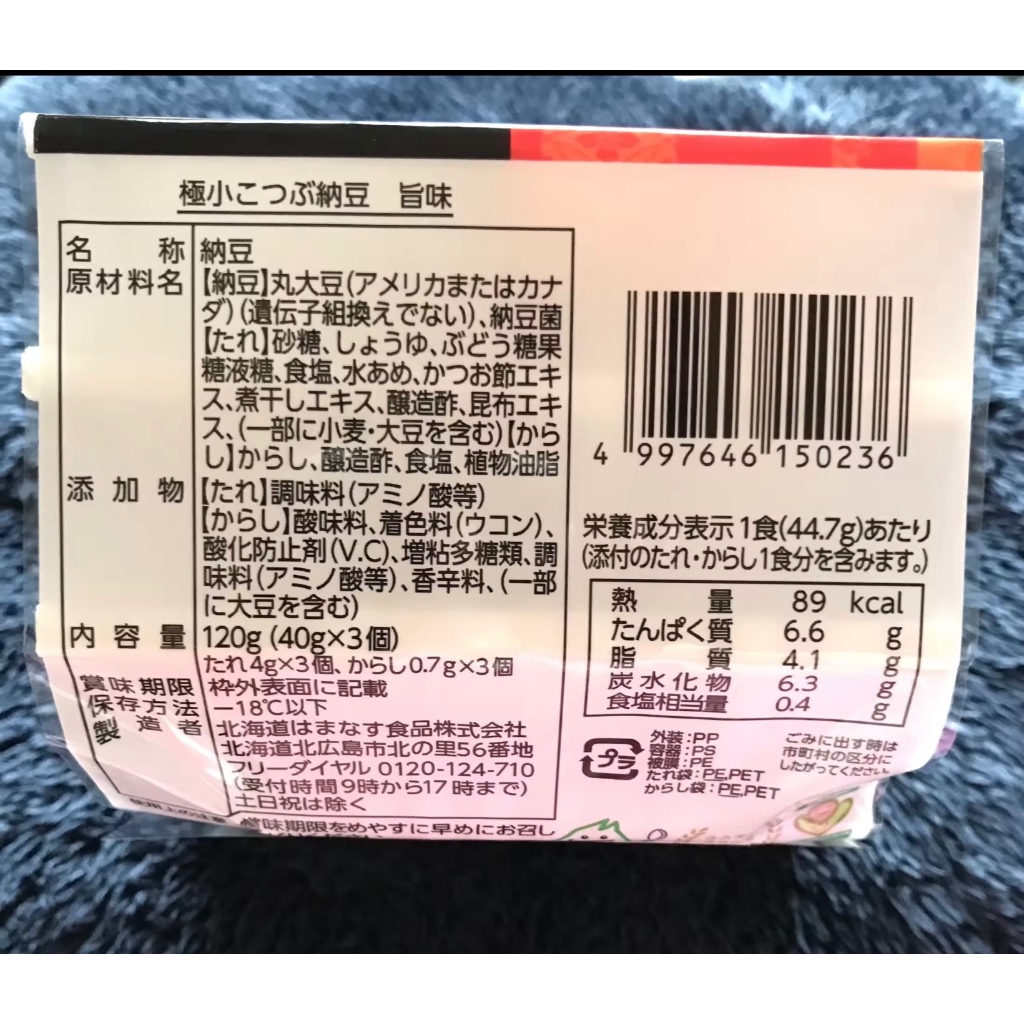 極小こつぶ納豆 旨味
名称 納豆
原材料名 【納豆】丸大豆(アメリカまたはカナ
ダ)(遺伝子組換えでない)、納豆菌
【たれ】砂糖、しょうゆ、ぶどう糖果
糖液糖、食塩、水あめ、かつお節エキ
ス、煮干しエキス、醸造酢、昆布エキ
ス、(一部に小麦・大豆を含む)【から
し】からし、醸造酢、食塩、植物油脂
添加物 【たれ】調味料(アミノ酸等)
【からし】酸味料、着色料(ウコン)、
酸化防止剤(V.C)、増粘多糖類、調
味料(アミノ酸等)、香辛料、(一部
に大豆を含む)
内容量 120g(40g×3個)
たれ4g×3個、からし0.7g×3個
賞味期限 枠外表面に記載
保存方法 −18℃以下
製造者 北海道はまなす食品株式会社
北海道北広島市北の里56番地
フリーダイヤル 0120-124-710
(受付時間9時から17時まで)
土日祝は除く
使用上の注意
賞味期限をめやすに早めにお召し
4 997646 150236
栄養成分表示 1食(44.7g)あたり
(添付のたれ・からし1食分を含みます。)
熱量 89 kcal
たんぱく質 6.6 g
脂質 4.1 g
炭水化物 6.3 g
食塩相当量 0.4 g
プラ
外装:PP
容器:PS
被膜:PE
たれ袋:PE,PET
からし袋:PE,PET
ごみに出す時は
市町村の区分に
したがってください。